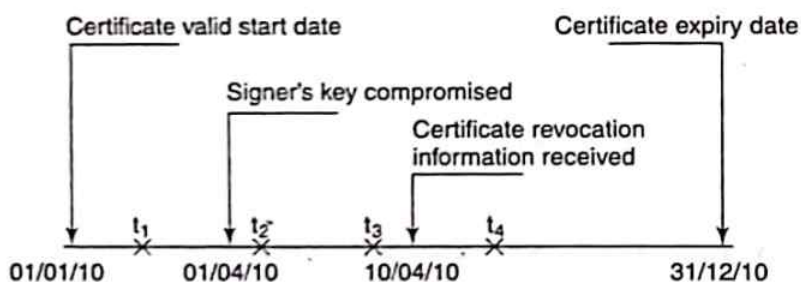 Certificate valid start date
Certificate expiry date
Signer's key compromised
Certificate revocation
information received
t1 t2 t3 t4
01/01/10 01/04/10 10/04/10 31/12/10